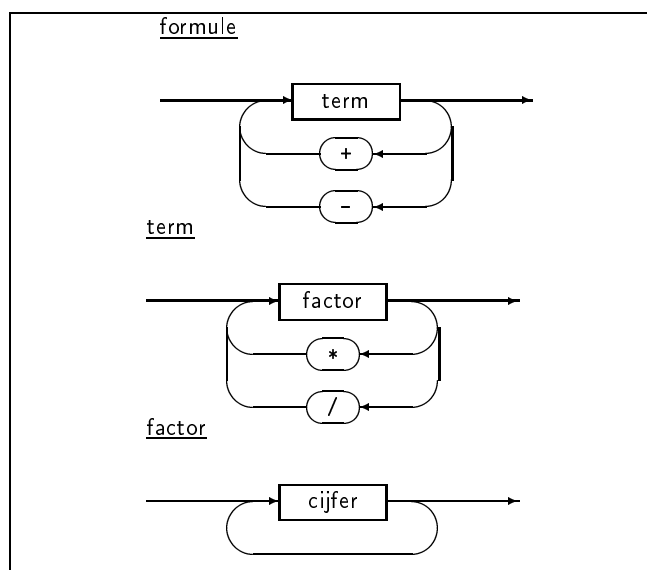 formule
term
+
-
term
factor
*
/
factor
cijfer